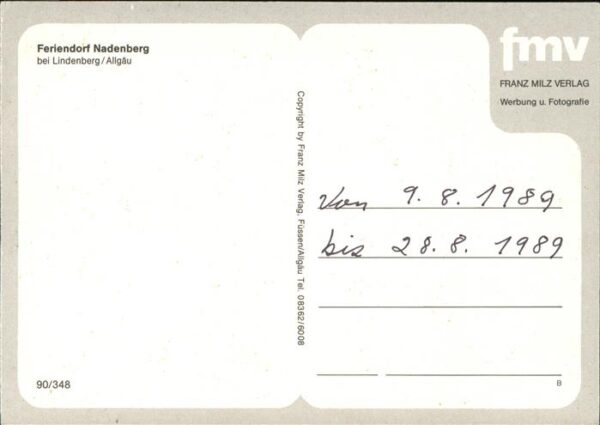 Feriendorf Nadenberg
bei Lindenberg/Allgäu
fmv
FRANZ MILZ VERLAG
Werbung u. Fotografie
Copyright by Franz Milz Verlag, Füssen/Allgäu Tel. 08362/6008
von 9. 8. 1989
bis 28. 8. 1989
90/348
B